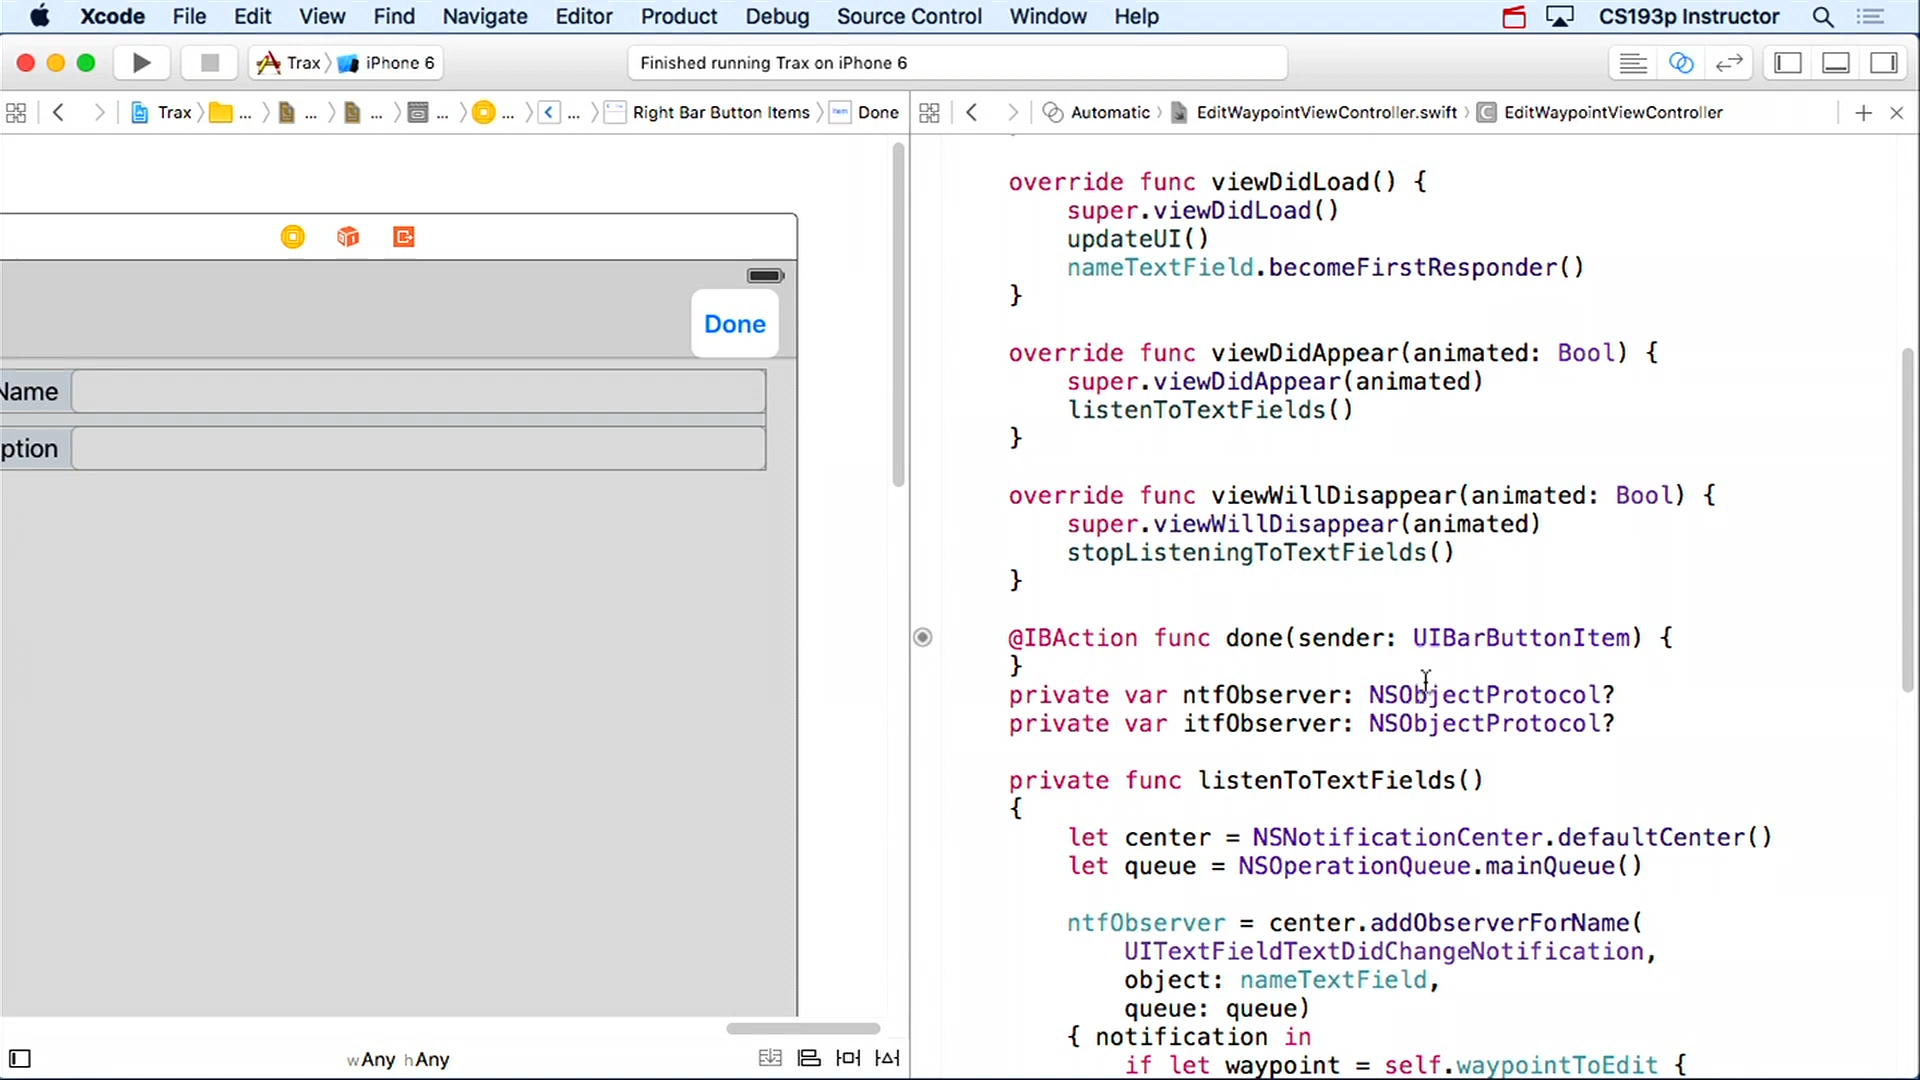 Xcode File Edit View Find Navigate Editor Product Debug Source Control Window Help CS193p Instructor
Trax iPhone 6 Finished running Trax on iPhone 6
Trax ... ... ... ... ... ... Right Bar Button Items Done Automatic EditWaypointViewController.swift C EditWaypointViewController
override func viewDidLoad() {
super.viewDidLoad()
updateUI()
nameTextField.becomeFirstResponder()
}
override func viewDidAppear(animated: Bool) {
super.viewDidAppear(animated)
listenToTextFields()
}
override func viewWillDisappear(animated: Bool) {
super.viewWillDisappear(animated)
stopListeningToTextFields()
}
@IBAction func done(sender: UIBarButtonItem) {
}
private var ntfObserver: NSObjectProtocol?
private var itfObserver: NSObjectProtocol?
private func listenToTextFields()
{
let center = NSNotificationCenter.defaultCenter()
let queue = NSOperationQueue.mainQueue()
ntfObserver = center.addObserverForName(
UITextFieldTextDidChangeNotification,
object: nameTextField,
queue: queue)
{ notification in
if let waypoint = self.waypointToEdit {
Done
Name
ption
wAny hAny